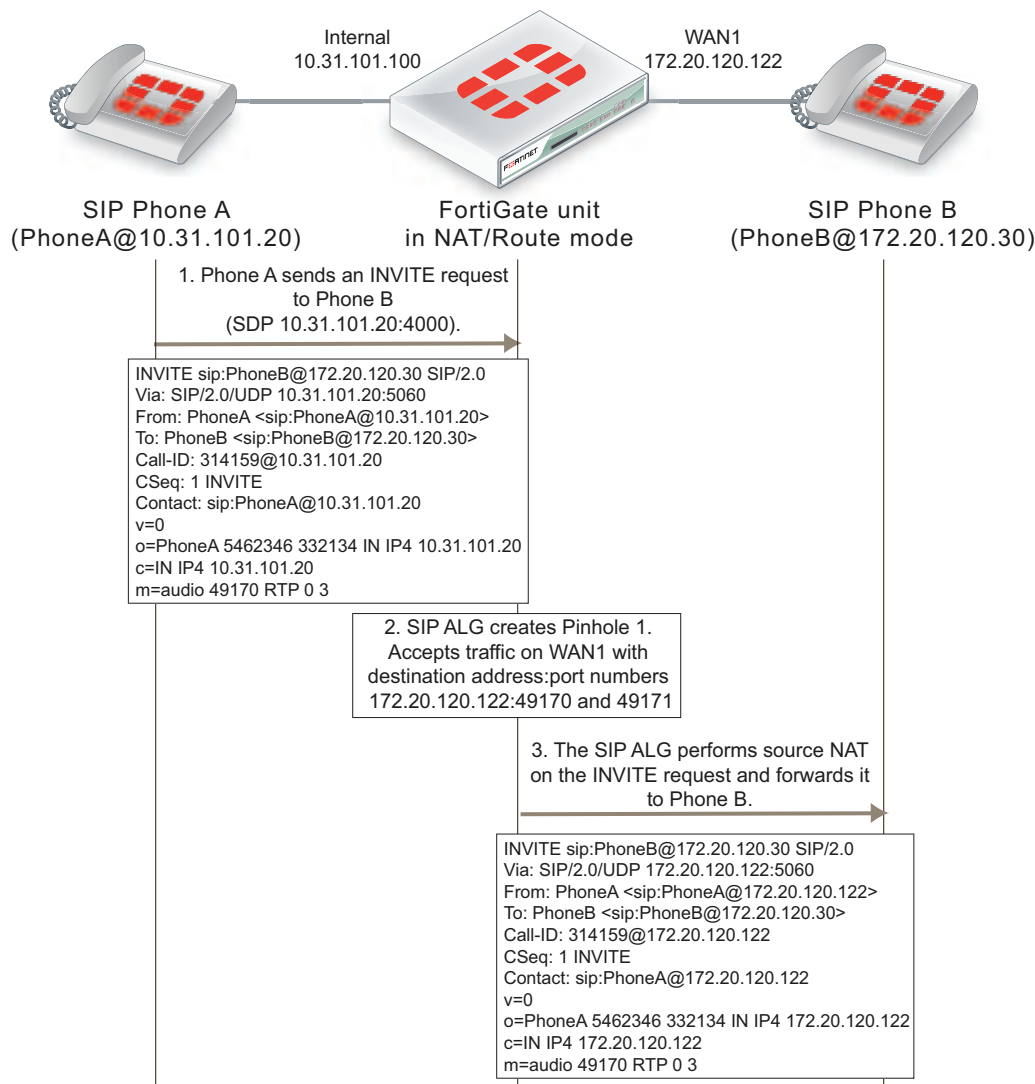 Internal
10.31.101.100
WAN1
172.20.120.122
FORTINET
SIP Phone A
(PhoneA@10.31.101.20)
FortiGate unit
in NAT/Route mode
SIP Phone B
(PhoneB@172.20.120.30)
1. Phone A sends an INVITE request
to Phone B
(SDP 10.31.101.20:4000).
INVITE sip:PhoneB@172.20.120.30 SIP/2.0
Via: SIP/2.0/UDP 10.31.101.20:5060
From: PhoneA <sip:PhoneA@10.31.101.20>
To: PhoneB <sip:PhoneB@172.20.120.30>
Call-ID: 314159@10.31.101.20
CSeq: 1 INVITE
Contact: sip:PhoneA@10.31.101.20
v=0
o=PhoneA 5462346 332134 IN IP4 10.31.101.20
c=IN IP4 10.31.101.20
m=audio 49170 RTP 0 3
2. SIP ALG creates Pinhole 1.
Accepts traffic on WAN1 with
destination address:port numbers
172.20.120.122:49170 and 49171
3. The SIP ALG performs source NAT
on the INVITE request and forwards it
to Phone B.
INVITE sip:PhoneB@172.20.120.30 SIP/2.0
Via: SIP/2.0/UDP 172.20.120.122:5060
From: PhoneA <sip:PhoneA@172.20.120.122>
To: PhoneB <sip:PhoneB@172.20.120.30>
Call-ID: 314159@172.20.120.122
CSeq: 1 INVITE
Contact: sip:PhoneA@172.20.120.122
v=0
o=PhoneA 5462346 332134 IN IP4 172.20.120.122
c=IN IP4 172.20.120.122
m=audio 49170 RTP 0 3